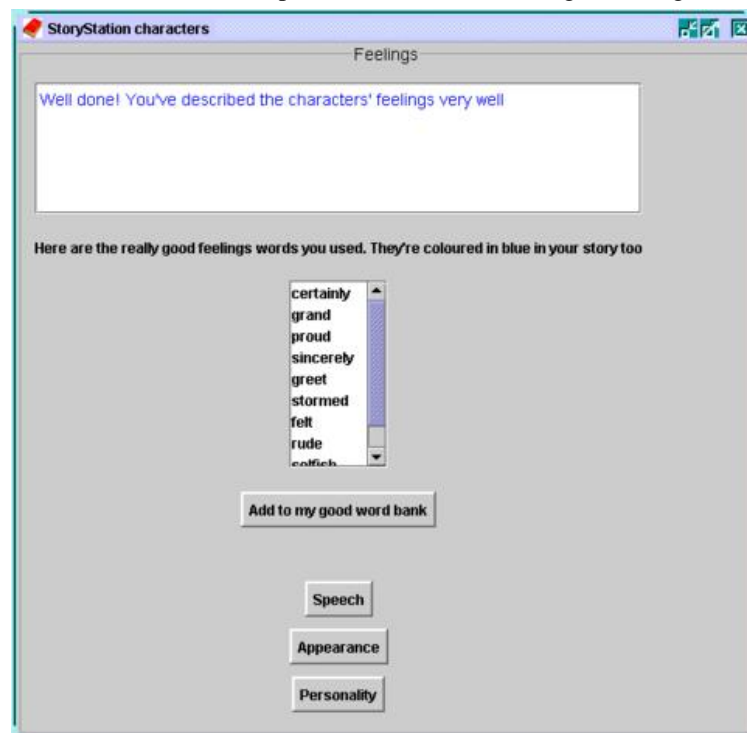 StoryStation characters
Feelings
Well done! You've described the characters' feelings very well
Here are the really good feelings words you used. They're coloured in blue in your story too
certainly
grand
proud
sincerely
greet
stormed
felt
rude
selfish
Add to my good word bank
Speech
Appearance
Personality